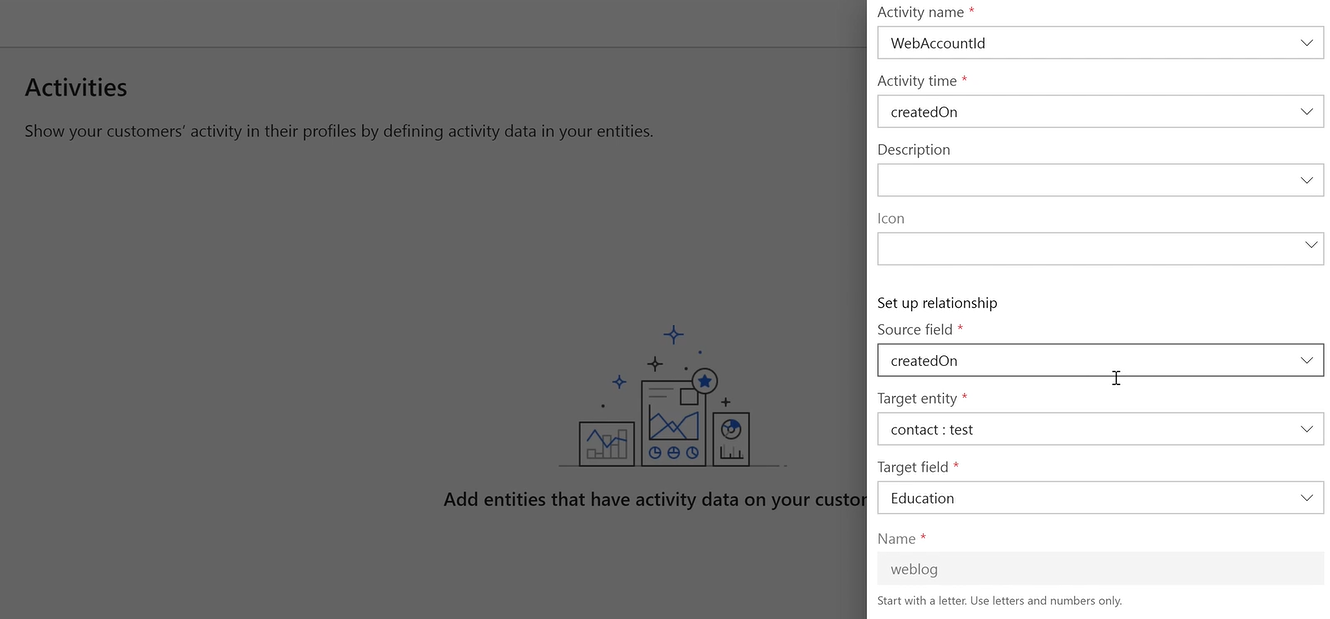 Activities
Show your customers' activity in their profiles by defining activity data in your entities.
Add entities that have activity data on your custor
Activity name *
WebAccountId
Activity time *
createdOn
Description
Icon
Set up relationship
Source field *
createdOn
Target entity *
contact : test
Target field *
Education
Name *
weblog
Start with a letter. Use letters and numbers only.